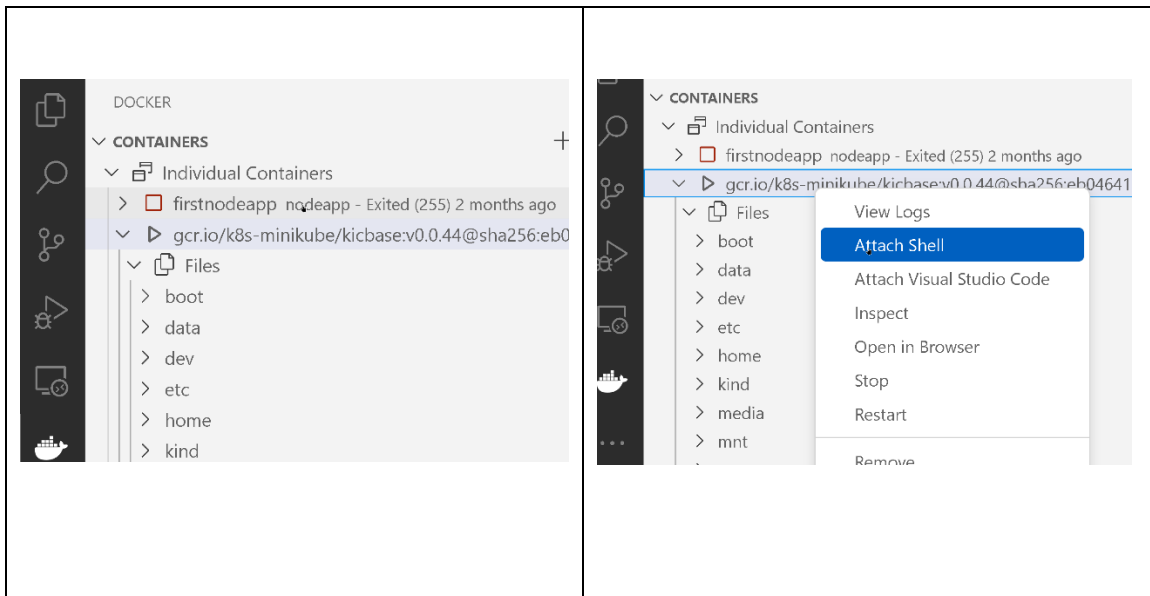 DOCKER
CONTAINERS
Individual Containers
firstnodeapp nodeapp - Exited (255) 2 months ago
gcr.io/k8s-minikube/kicbase:v0.0.44@sha256:eb0
Files
boot
data
dev
etc
home
kind
CONTAINERS
Individual Containers
firstnodeapp nodeapp - Exited (255) 2 months ago
gcr.io/k8s-minikube/kicbase:v0.0.44@sha256:eb04641
Files
boot
data
dev
etc
home
kind
media
mnt
View Logs
Attach Shell
Attach Visual Studio Code
Inspect
Open in Browser
Stop
Restart
Remove